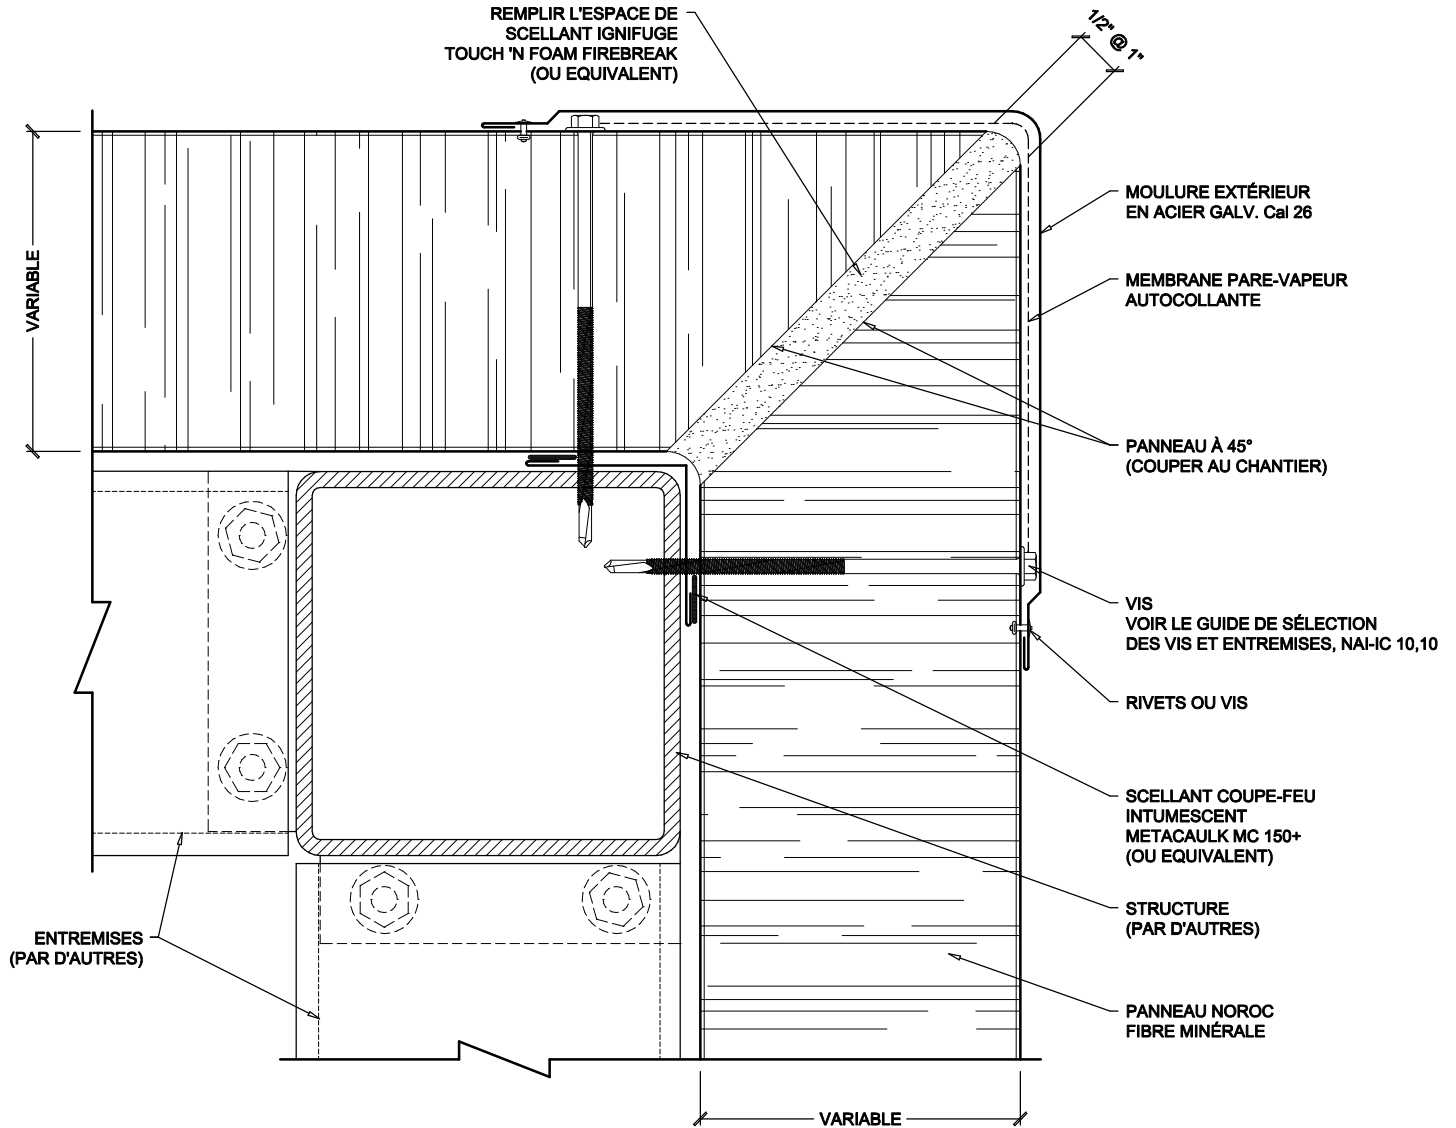 REMPLIR L'ESPACE DE
SCELLANT IGNIFUGE
TOUCH 'N FOAM FIREBREAK
(OU EQUIVALENT)
1/2" @ 1"
MOULURE EXTÉRIEUR
EN ACIER GALV. Cal 26
VARIABLE
MEMBRANE PARE-VAPEUR
AUTOCOLLANTE
PANNEAU À 45°
(COUPER AU CHANTIER)
VIS
VOIR LE GUIDE DE SÉLECTION
DES VIS ET ENTREMISES, NAI-IC 10,10
RIVETS OU VIS
SCELLANT COUPE-FEU
INTUMESCENT
METACAULK MC 150+
(OU EQUIVALENT)
STRUCTURE
(PAR D'AUTRES)
ENTREMISES
(PAR D'AUTRES)
PANNEAU NOROC
FIBRE MINÉRALE
VARIABLE